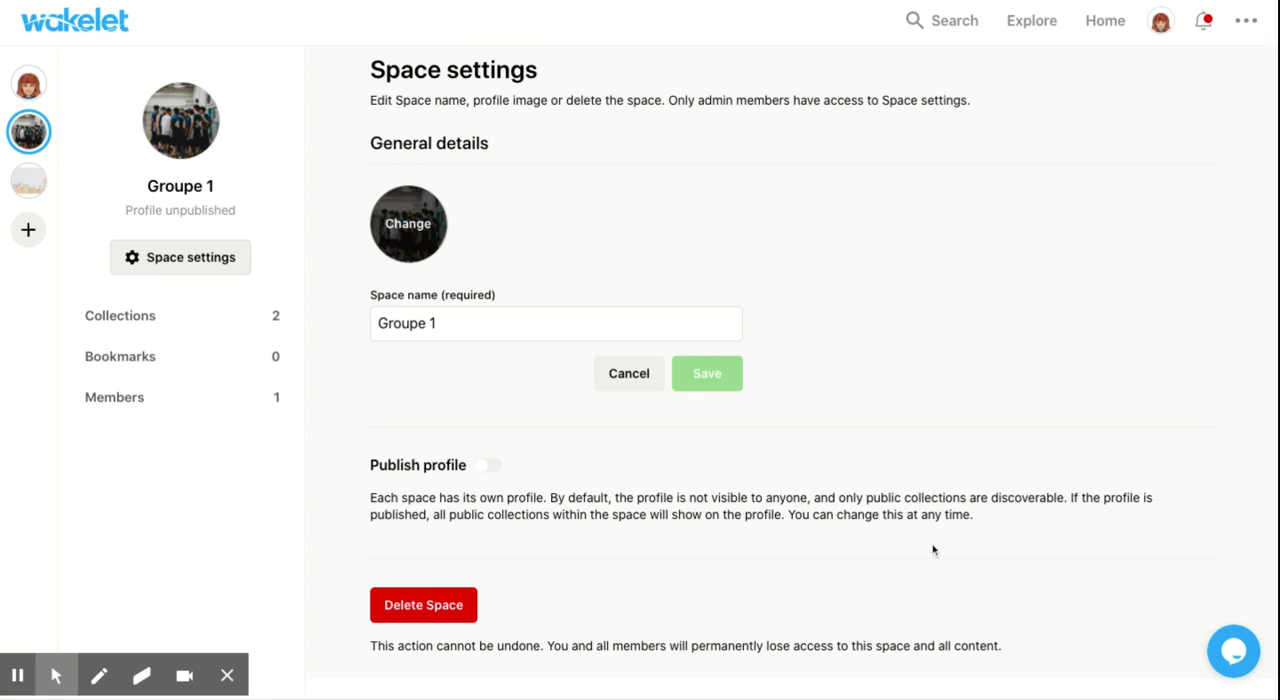 wakelet
Search
Explore
Home
Space settings
Edit Space name, profile image or delete the space. Only admin members have access to Space settings.
General details
Change
Groupe 1
Profile unpublished
Space settings
Collections 2
Bookmarks 0
Members 1
Space name (required)
Groupe 1
Cancel
Save
Publish profile
Each space has its own profile. By default, the profile is not visible to anyone, and only public collections are discoverable. If the profile is
published, all public collections within the space will show on the profile. You can change this at any time.
Delete Space
This action cannot be undone. You and all members will permanently lose access to this space and all content.